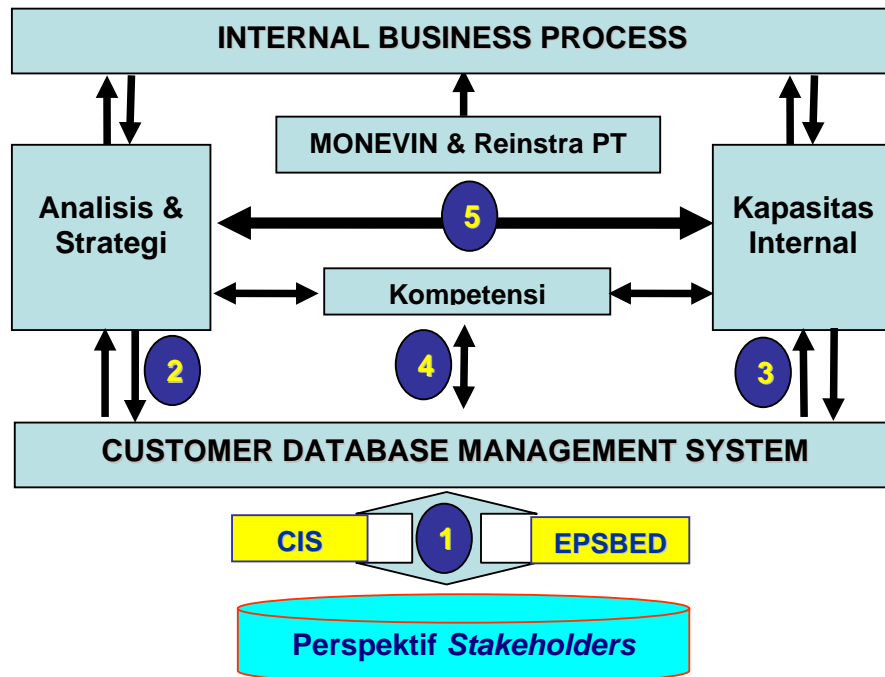 INTERNAL BUSINESS PROCESS
MONEVIN & Reinstra PT
Analisis &
Strategi
5
Kapasitas
Internal
Kompetensi
2
4
3
CUSTOMER DATABASE MANAGEMENT SYSTEM
CIS
1
EPSBED
Perspektif Stakeholders